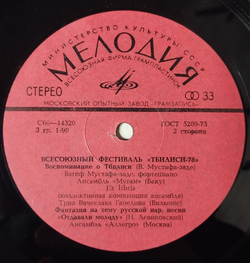 МИНИСТЕРСТВО КУЛЬТУРЫ СССР
МЕЛОДИЯ
ВСЕСОЮЗНАЯ ФИРМА ГРАМПЛАСТИНОК
СТЕРЕО
33
МОСКОВСКИЙ ОПЫТНЫЙ ЗАВОД „ГРАМЗАПИСЬ"
С60—14320
ГОСТ 5289-73
3 гр. 1-90
2 сторона
ВСЕСОЮЗНЫЙ ФЕСТИВАЛЬ «ТБИЛИСИ-78»
Воспоминание о Тбилиси (В. Мустафа-заде)
Вагиф Мустафа-заде, фортепиано
Ансамбль «Мугам» (Баку)
Ex
(коллективная композиция ансамбля)
Трио Вячеслава Ганелина (Вильнюс)
Фантазия на тему русской нар. песни
«Отдавали молоду» (Н. Левиновский)
Ансамбль «Аллегро» (Москва)